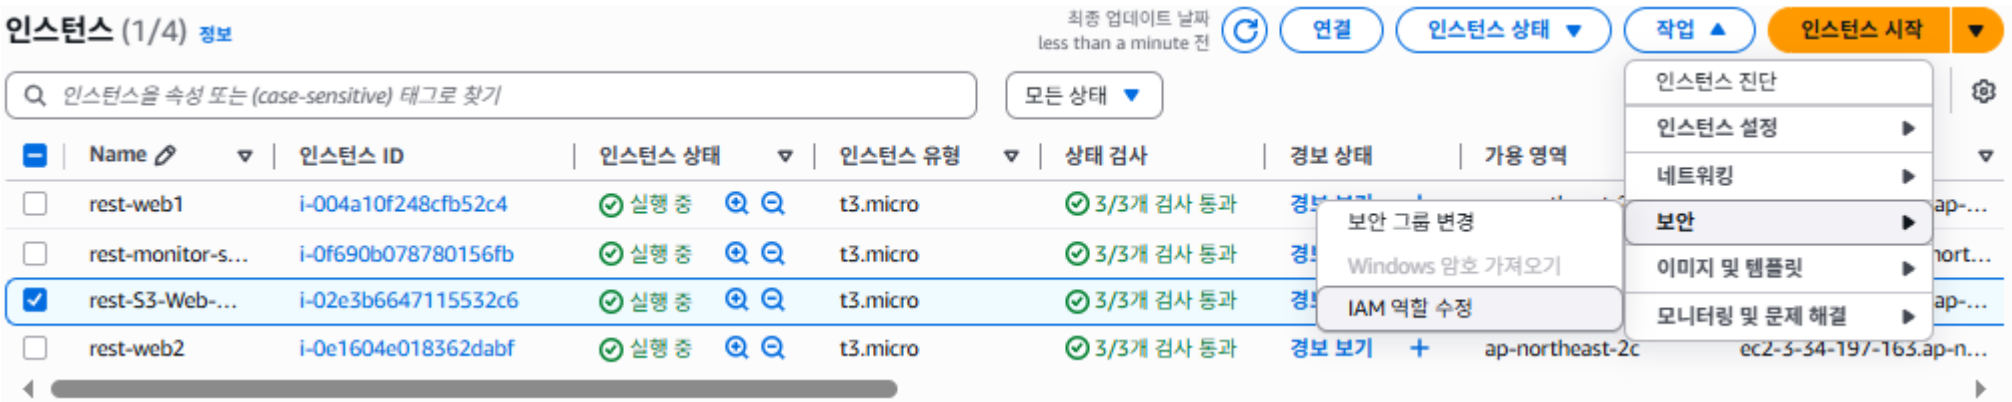 인스턴스 (1/4) 정보
최종 업데이트 날짜
less than a minute 전
연결
인스턴스 상태
작업
인스턴스 시작
인스턴스을 속성 또는 (case-sensitive) 태그로 찾기
모든 상태
인스턴스 진단
인스턴스 설정
네트워킹
보안
이미지 및 템플릿
모니터링 및 문제 해결
보안 그룹 변경
Windows 암호 가져오기
IAM 역할 수정
Name 인스턴스 ID 인스턴스 상태 인스턴스 유형 상태 검사 경보 상태 가용 영역
rest-web1 i-004a10f248cfb52c4 실행 중 t3.micro 3/3개 검사 통과 경보 보기 + ap-...
rest-monitor-s... i-0f690b078780156fb 실행 중 t3.micro 3/3개 검사 통과 nort...
rest-S3-Web-... i-02e3b6647115532c6 실행 중 t3.micro 3/3개 검사 통과 ap-...
rest-web2 i-0e1604e018362dabf 실행 중 t3.micro 3/3개 검사 통과 경보 보기 + ap-northeast-2c ec2-3-34-197-163.ap-n...